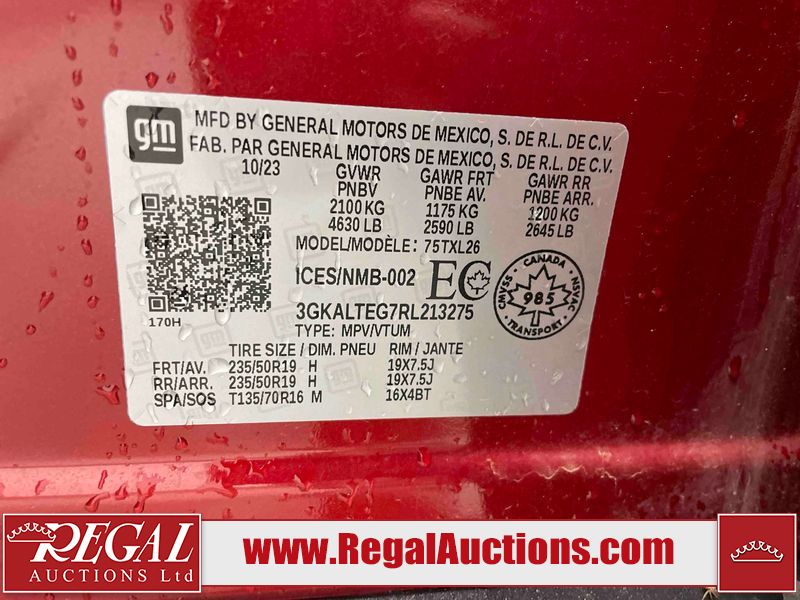 gm
MFD BY GENERAL MOTORS DE MEXICO, S. DE R.L. DE C.V.
FAB. PAR GENERAL MOTORS DE MEXICO, S. DE R.L. DE C.V.
10/23 GVWR GAWR FRT GAWR RR
PNBV PNBE AV. PNBE ARR.
2100 KG 1175 KG 1200 KG
4630 LB 2590 LB 2645 LB
MODEL/MODÈLE: 75TXL26
ICES/NMB-002 EC
CANADA
CMVSS 985 NSVAC
TRANSPORT
3GKALTEG7RL213275
170H
TYPE: MPV/VTUM
TIRE SIZE / DIM. PNEU RIM / JANTE
FRT/AV. 235/50R19 H 19X7.5J
RR/ARR. 235/50R19 H 19X7.5J
SPA/SOS T135/70R16 M 16X4BT
REGAL
AUCTIONS Ltd
www.RegalAuctions.com